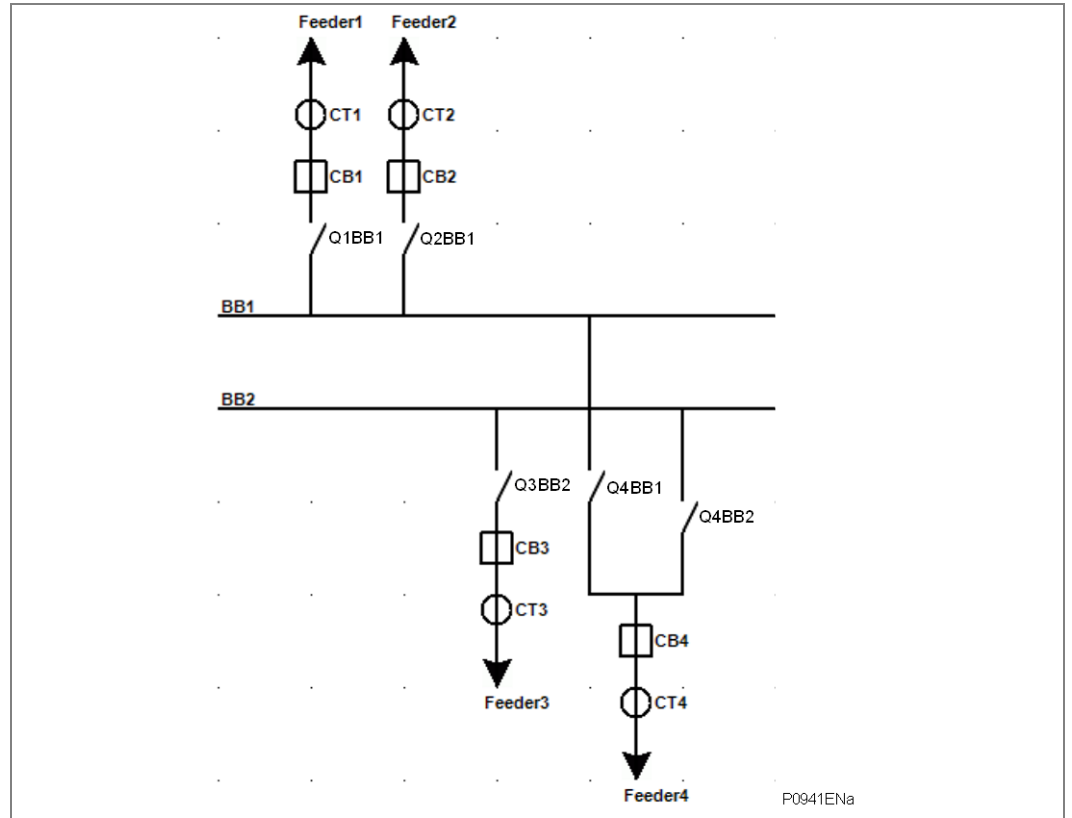 Feeder1 Feeder2
CT1 CT2
CB1 CB2
Q1BB1 Q2BB1
BB1
BB2
Q3BB2 Q4BB1
Q4BB2
CB3
CT3
CB4
Feeder3 CT4
Feeder4 P0941ENa